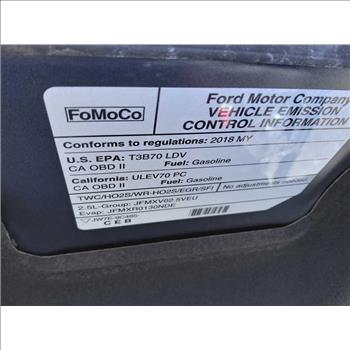 FoMoCo
Ford Motor Company
VEHICLE EMISSION
CONTROL INFORMATION
Conforms to regulations: 2018 MY
U.S. EPA: T3B70 LDV
CA OBD II Fuel: Gasoline
California: ULEV70 PC
CA OBD II Fuel: Gasoline
TWC/HO2S/WR-HO2S/EGR/SFI No adjustments needed.
2.5L-Group: JFMXV02.5VEU
Evap: JFMXR0130NDE
CEB